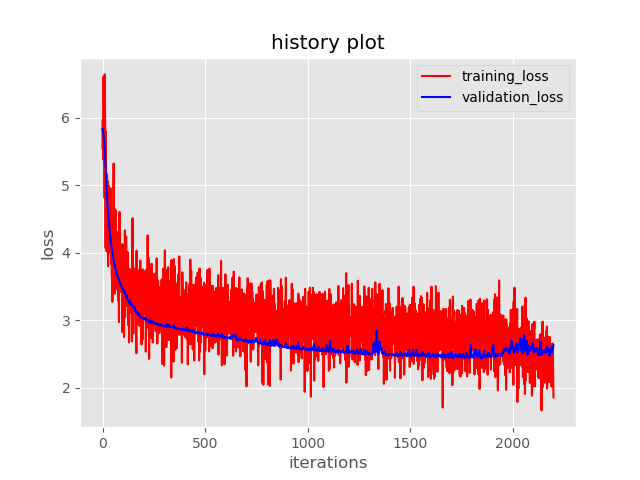 history plot
training_loss
validation_loss
loss
6
5
4
3
2
0 500 1000 1500 2000
iterations